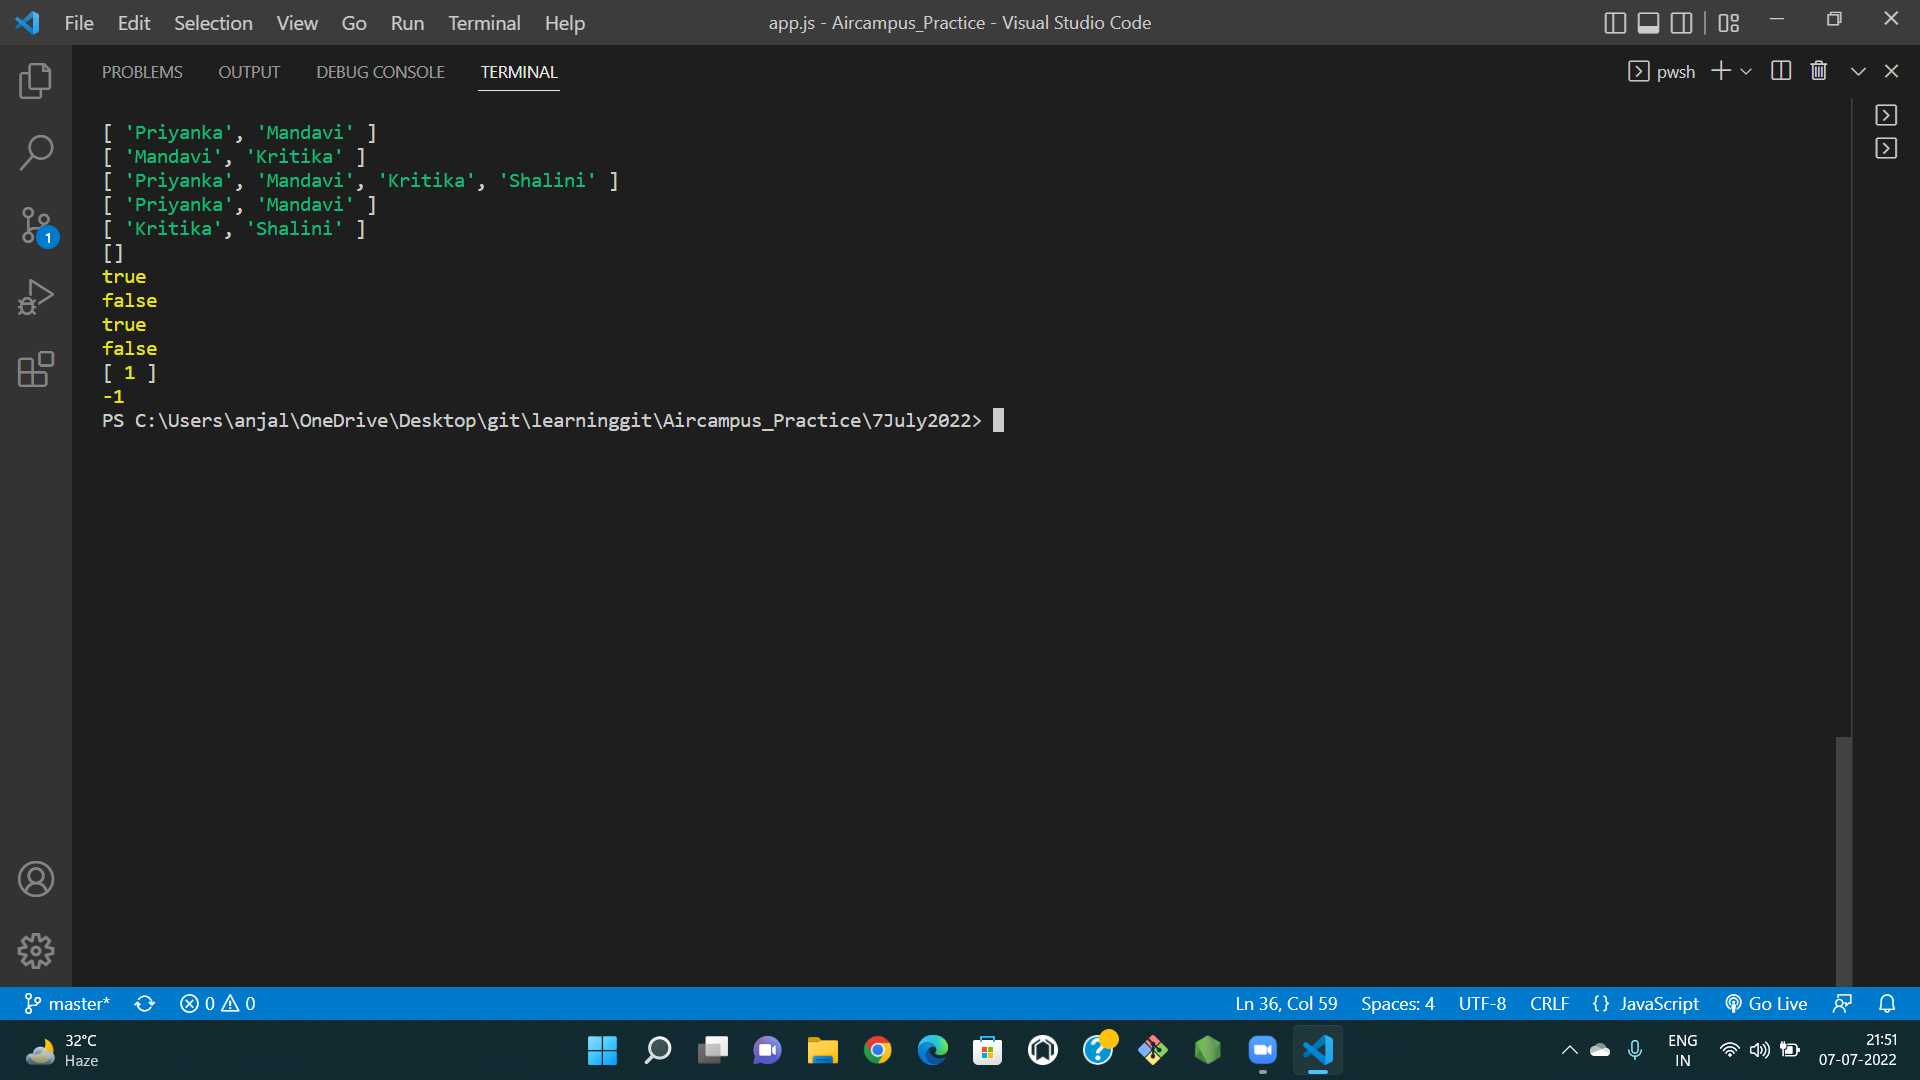 File Edit Selection View Go Run Terminal Help app.js - Aircampus_Practice - Visual Studio Code
PROBLEMS OUTPUT DEBUG CONSOLE TERMINAL pwsh
[ 'Priyanka', 'Mandavi' ]
[ 'Mandavi', 'Kritika' ]
[ 'Priyanka', 'Mandavi', 'Kritika', 'Shalini' ]
[ 'Priyanka', 'Mandavi' ]
[ 'Kritika', 'Shalini' ]
[]
true
false
true
false
[ 1 ]
-1
PS C:\Users\anjal\OneDrive\Desktop\git\learninggit\Aircampus_Practice\7July2022>
1
master* 0 0 Ln 36, Col 59 Spaces: 4 UTF-8 CRLF {} JavaScript Go Live
32°C
Haze
ENG
IN
21:51
07-07-2022